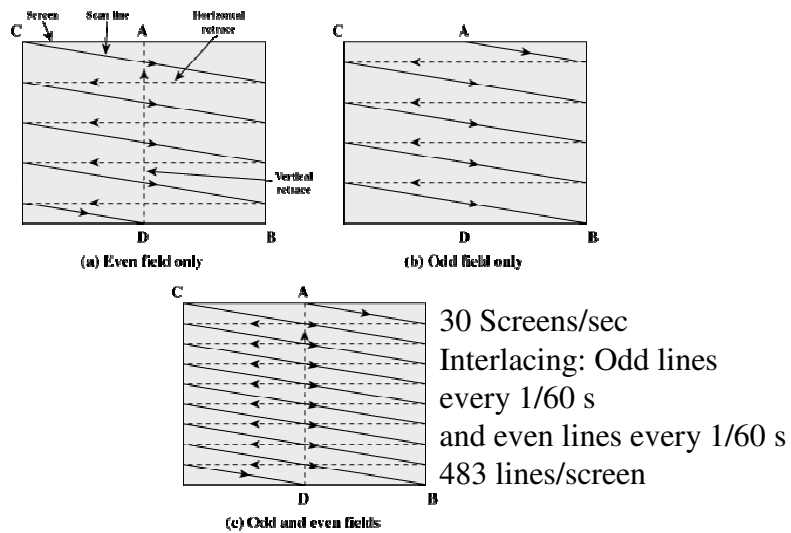 Screen
Scan line
Horizontal
retrace
C
A
Vertical
retrace
D
B
(a) Even field only
A
D
B
(b) Odd field only
C
A
D
B
(c) Odd and even fields
30 Screens/sec
Interlacing: Odd lines
every 1/60 s
and even lines every 1/60 s
483 lines/screen